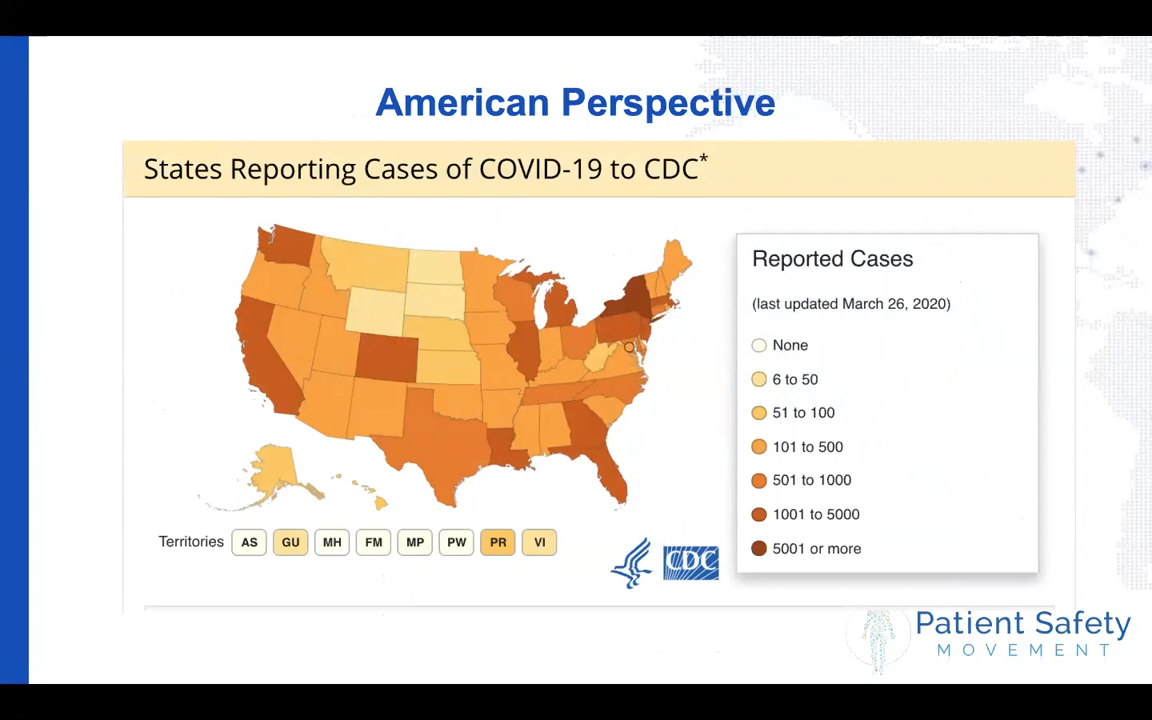 American Perspective
States Reporting Cases of COVID-19 to CDC*
Reported Cases
(last updated March 26, 2020)
None
6 to 50
51 to 100
101 to 500
501 to 1000
1001 to 5000
5001 or more
Territories AS GU MH FM MP PW PR VI
CDC
Patient Safety
MOVEMENT